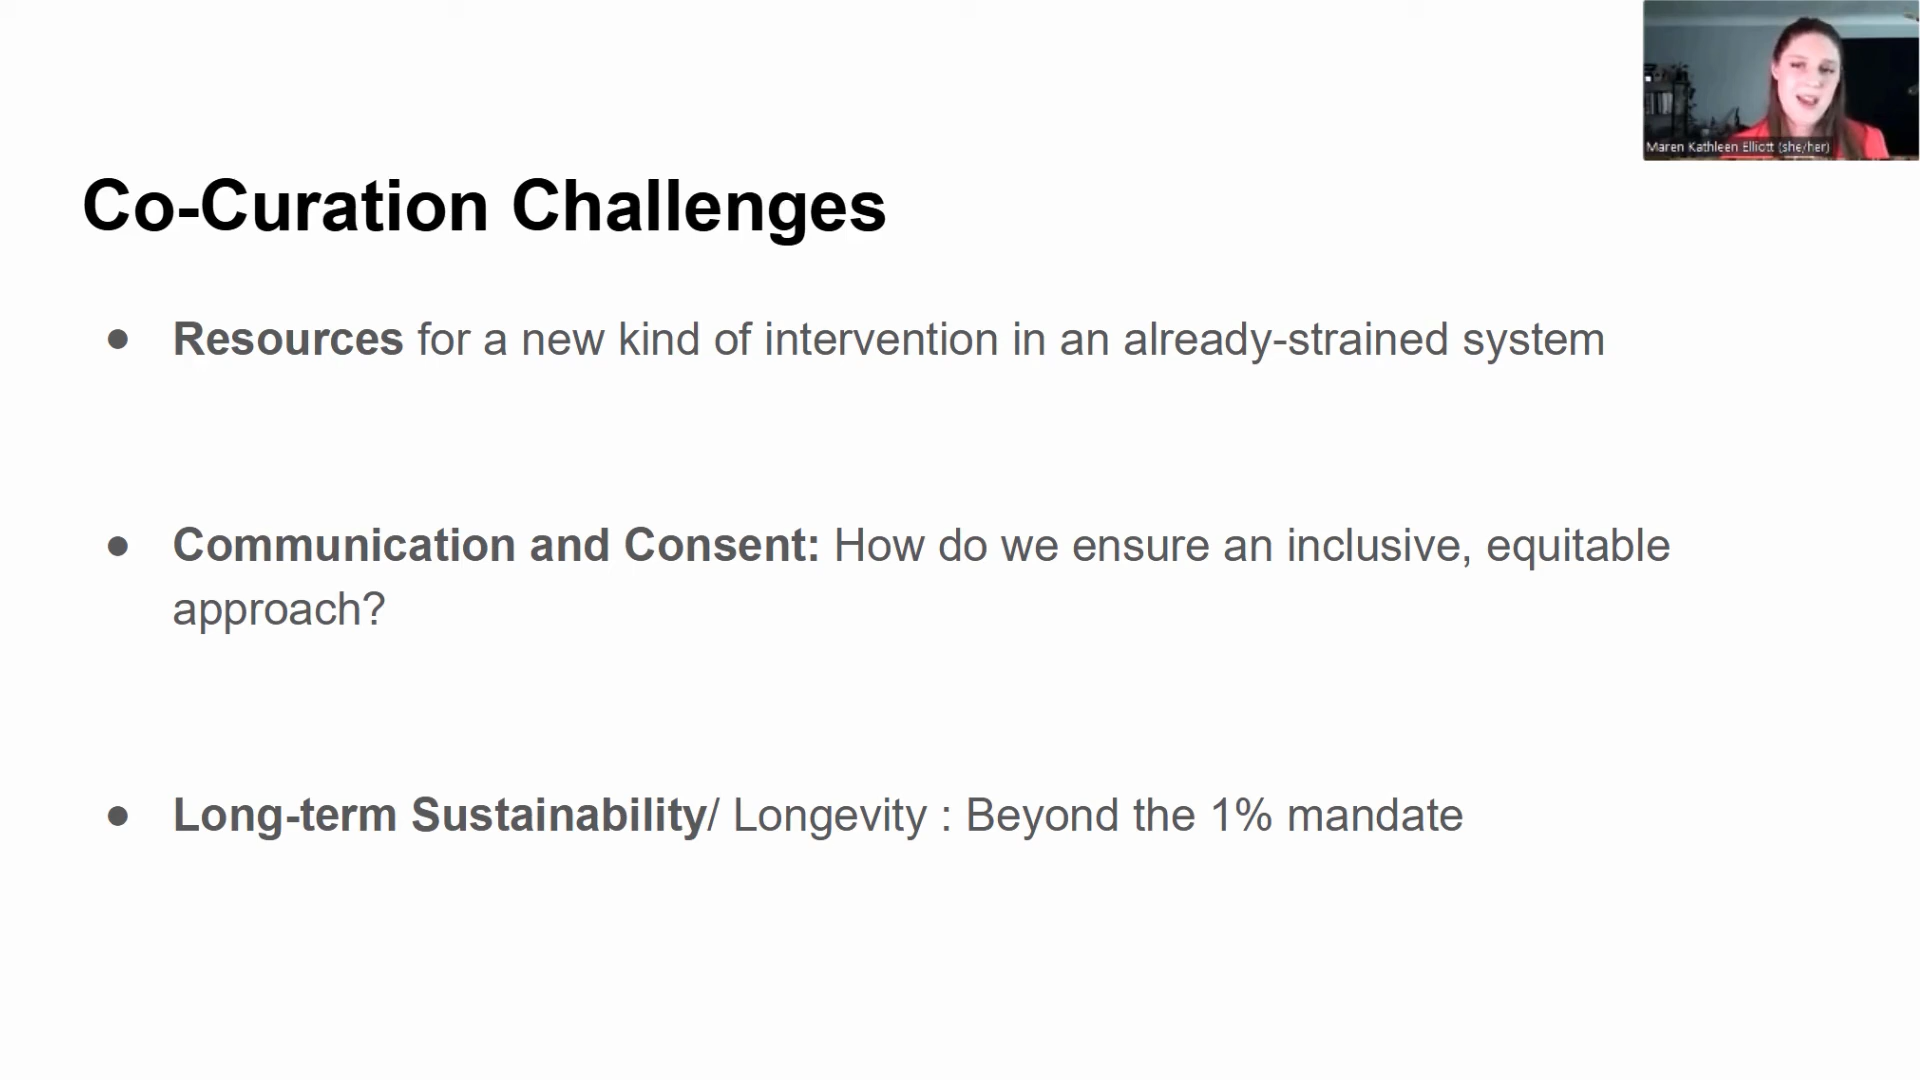 Maren Kathleen Elliott (she/her)
Co-Curation Challenges
● Resources for a new kind of intervention in an already-strained system
● Communication and Consent: How do we ensure an inclusive, equitable
approach?
● Long-term Sustainability/ Longevity : Beyond the 1% mandate